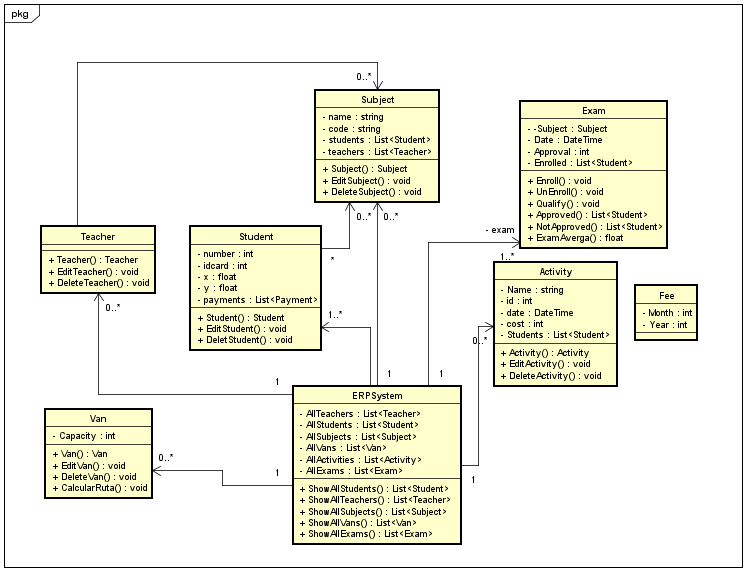 pkg
0..*
Subject
- name : string
- code : string
- students : List<Student>
- teachers : List<Teacher>
+ Subject() : Subject
+ EditSubject() : void
+ DeleteSubject() : void
0..*
0..*
Exam
- -Subject : Subject
- Date : DateTime
- Approval : int
- Enrolled : List<Student>
+ Enroll() : void
+ UnEnroll() : void
+ Qualify() : void
+ Approved() : List<Student>
+ NotApproved() : List<Student>
+ ExamAverga() : float
- exam
1..*
Teacher
+ Teacher() : Teacher
+ EditTeacher() : void
+ DeleteTeacher() : void
0..*
Student
- number : int
- idcard : int
- x : float
- y : float
- payments : List<Payment>
+ Student() : Student
+ EditStudent() : void
+ DeletStudent() : void
*
1..*
Activity
- Name : string
- id : int
- date : DateTime
- cost : int
- Students : List<Student>
+ Activity() : Activity
+ EditActivity() : void
+ DeleteActivity() : void
0..*
Fee
- Month : int
- Year : int
1
1
1
ERPSystem
- AllTeachers : List<Teacher>
- AllStudents : List<Student>
- AllSubjects : List<Subject>
- AllVans : List<Van>
- AllActivities : List<Activity>
- AllExams : List<Exam>
+ ShowAllStudents() : List<Student>
+ ShowAllTeachers() : List<Teacher>
+ ShowAllSubjects() : List<Subject>
+ ShowAllVans() : List<Van>
+ ShowAllExams() : List<Exam>
1
1
Van
- Capacity : int
+ Van() : Van
+ EditVan() : void
+ DeleteVan() : void
+ CalcularRuta() : void
0..*